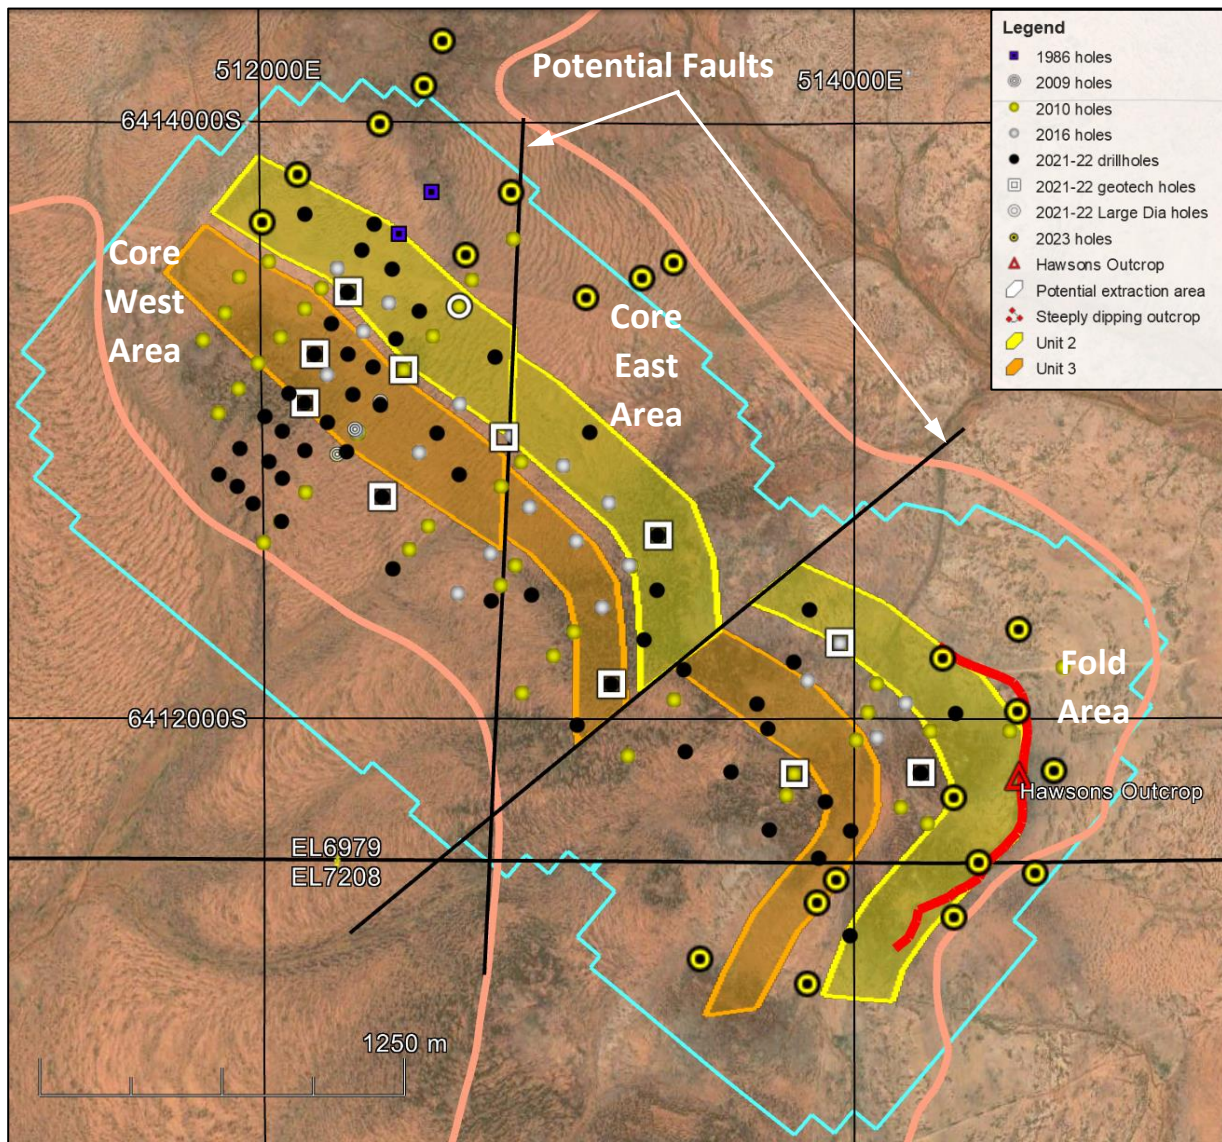 Potential Faults
512000E
514000E
6414000S
Legend
1986 holes
2009 holes
2010 holes
2016 holes
2021-22 drillholes
2021-22 geotech holes
2021-22 Large Dia holes
2023 holes
Hawsons Outcrop
Potential extraction area
Steeply dipping outcrop
Unit 2
Unit 3
Core
West
Area
Core
East
Area
Fold
Area
6412000S
Hawsons Outcrop
EL6979
EL7208
1250 m